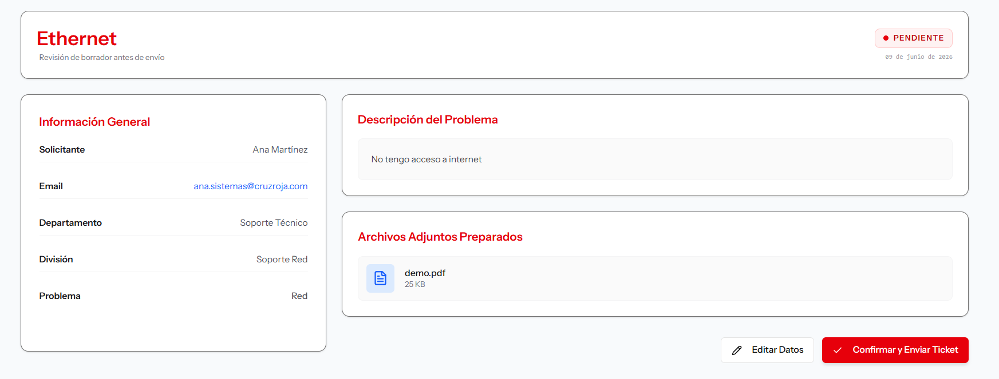 Ethernet
Revisión de borrador antes de envío
PENDIENTE
09 de junio de 2026
Información General
Solicitante Ana Martínez
Email ana.sistemas@cruzroja.com
Departamento Soporte Técnico
División Soporte Red
Problema Red
Descripción del Problema
No tengo acceso a internet
Archivos Adjuntos Preparados
demo.pdf
25 KB
Editar Datos
Confirmar y Enviar Ticket